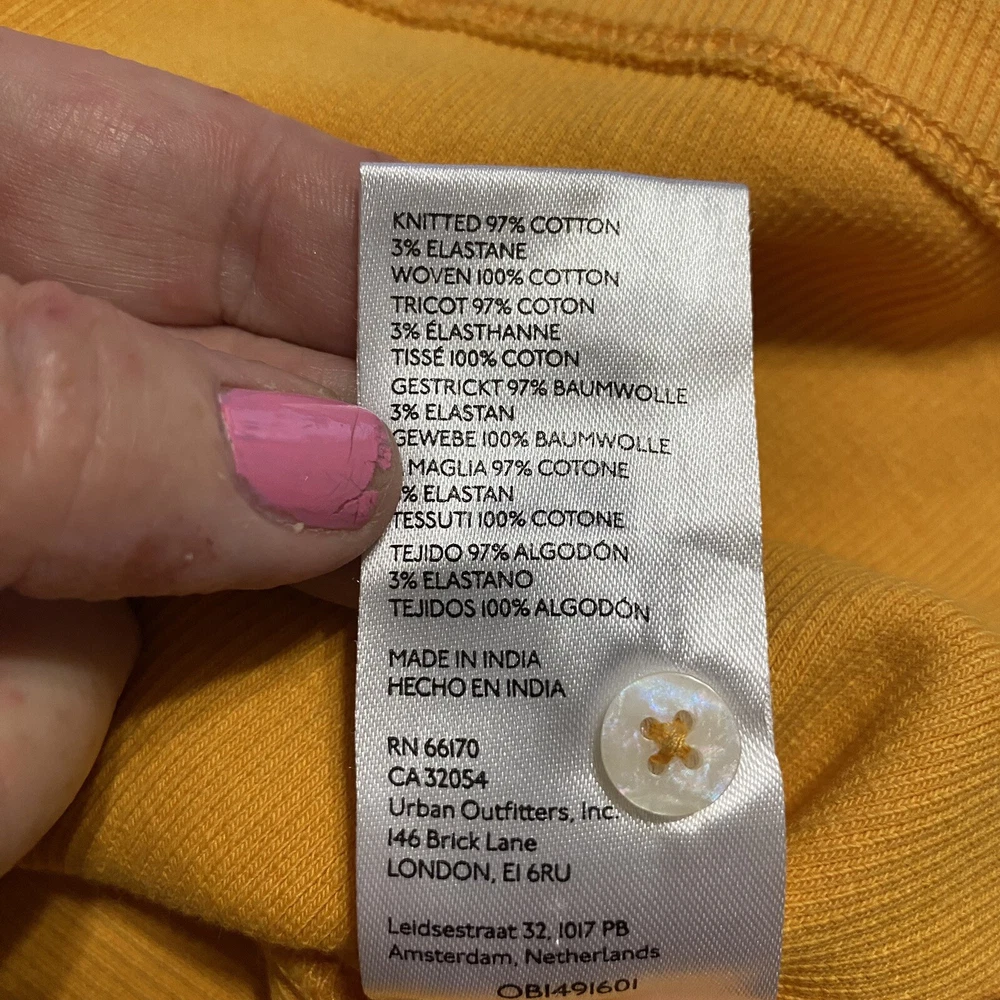 KNITTED 97% COTTON
3% ELASTANE
WOVEN 100% COTTON
TRICOT 97% COTON
3% ÉLASTHANNE
TISSÉ 100% COTON
GESTRICKT 97% BAUMWOLLE
3% ELASTAN
GEWEBE 100% BAUMWOLLE
MAGLIA 97% COTONE
% ELASTAN
TESSUTI 100% COTONE
TEJIDO 97% ALGODÓN
3% ELASTANO
TEJIDOS 100% ALGODÓN
MADE IN INDIA
HECHO EN INDIA
RN 66170
CA 32054
Urban Outfitters, Inc.
146 Brick Lane
LONDON, E1 6RU
Leidsestraat 32, 1017 PB
Amsterdam, Netherlands
OB1491601